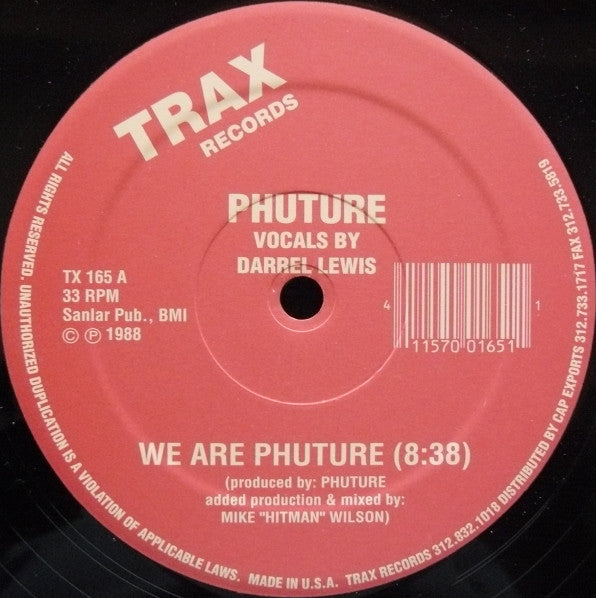 TRAX
RECORDS
PHUTURE
VOCALS BY
DARREL LEWIS
TX 165 A
33 RPM
Sanlar Pub., BMI
© ℗ 1988
4 11570 01651 1
WE ARE PHUTURE (8:38)
(produced by: PHUTURE
added production & mixed by:
MIKE "HITMAN" WILSON)
ALL RIGHTS RESERVED. UNAUTHORIZED DUPLICATION IS A VIOLATION OF APPLICABLE LAWS. MADE IN U.S.A. TRAX RECORDS 312.832.1018 DISTRIBUTED BY CAP EXPORTS 312.733.1717 FAX 312.733.5819